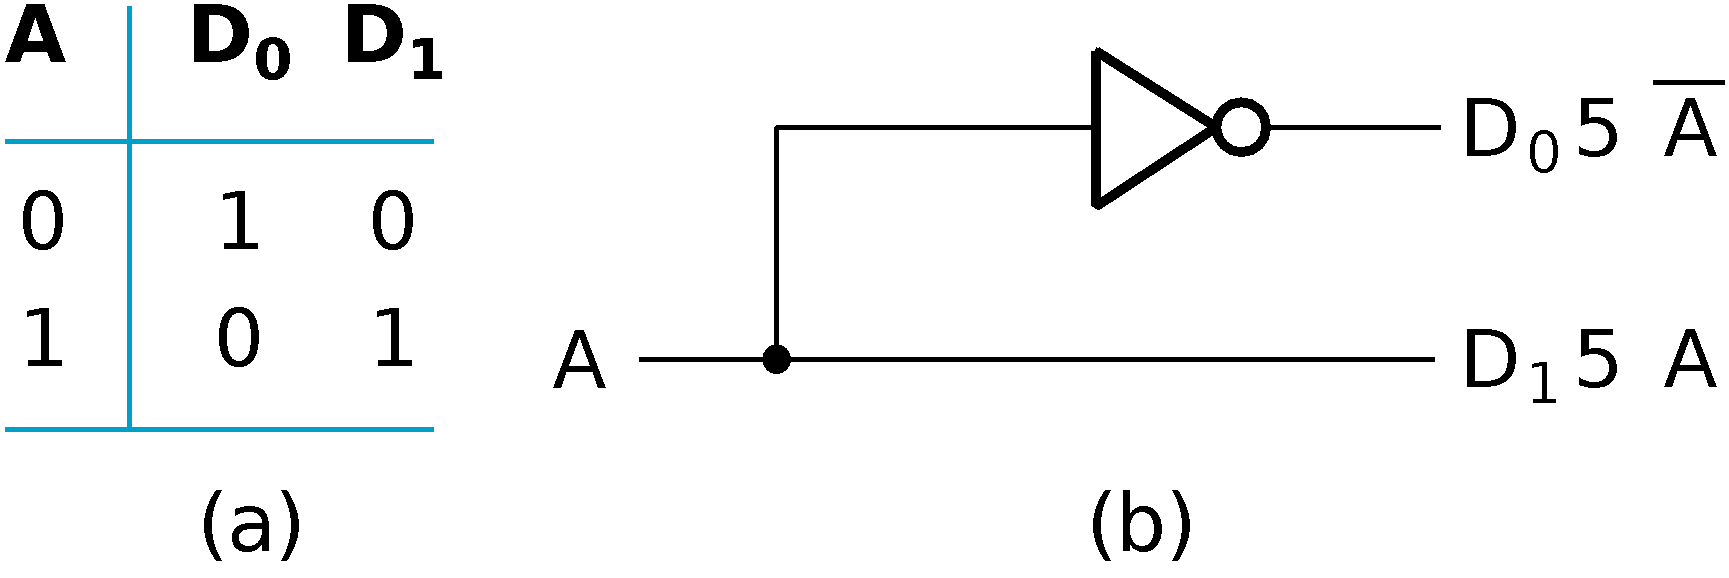 A D₀ D₁
0 1 0
1 0 1
(a)
D₀ 5 A̅
A D₁ 5 A
(b)